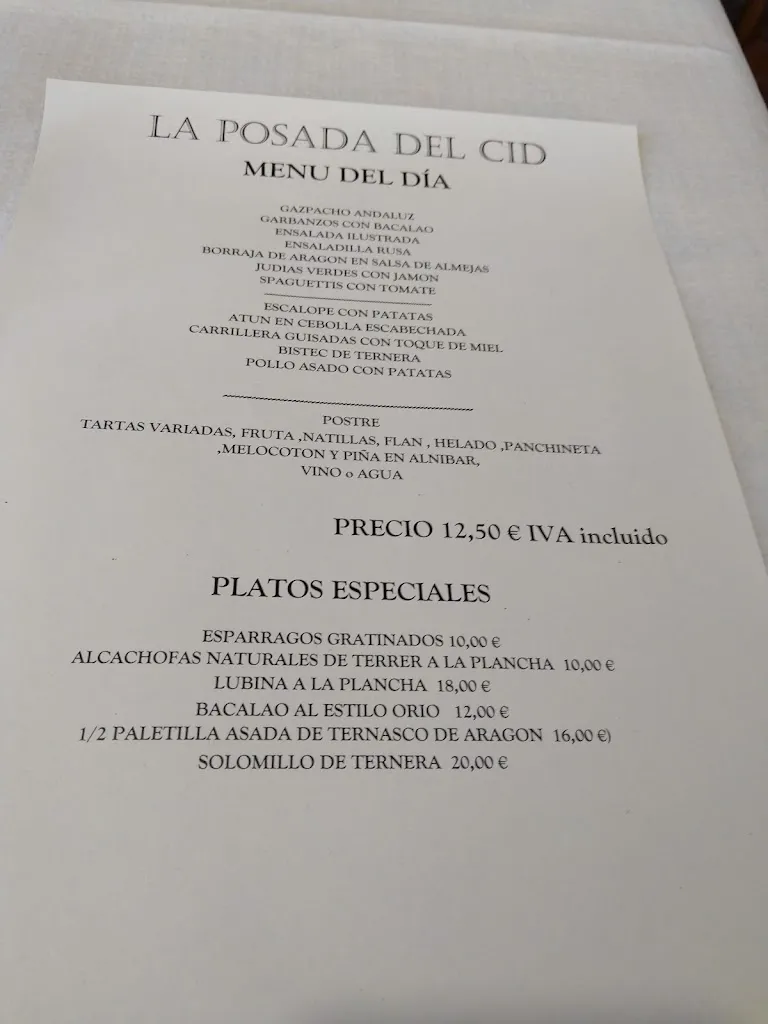 LA POSADA DEL CID
MENU DEL DÍA
GAZPACHO ANDALUZ
GARBANZOS CON BACALAO
ENSALADA ILUSTRADA
ENSALADILLA RUSA
BORRAJA DE ARAGON EN SALSA DE ALMEJAS
JUDIAS VERDES CON JAMON
SPAGUETTIS CON TOMATE
ESCALOPE CON PATATAS
ATUN EN CEBOLLA ESCABECHADA
CARRILLERA GUISADAS CON TOQUE DE MIEL
BISTEC DE TERNERA
POLLO ASADO CON PATATAS
POSTRE
TARTAS VARIADAS, FRUTA ,NATILLAS, FLAN , HELADO ,PANCHINETA
,MELOCOTON Y PIÑA EN ALNIBAR,
VINO o AGUA
PRECIO 12,50 € IVA incluido
PLATOS ESPECIALES
ESPARRAGOS GRATINADOS 10,00 €
ALCACHOFAS NATURALES DE TERRER A LA PLANCHA 10,00 €
LUBINA A LA PLANCHA 18,00 €
BACALAO AL ESTILO ORIO 12,00 €
1/2 PALETILLA ASADA DE TERNASCO DE ARAGON 16,00 €)
SOLOMILLO DE TERNERA 20,00 €